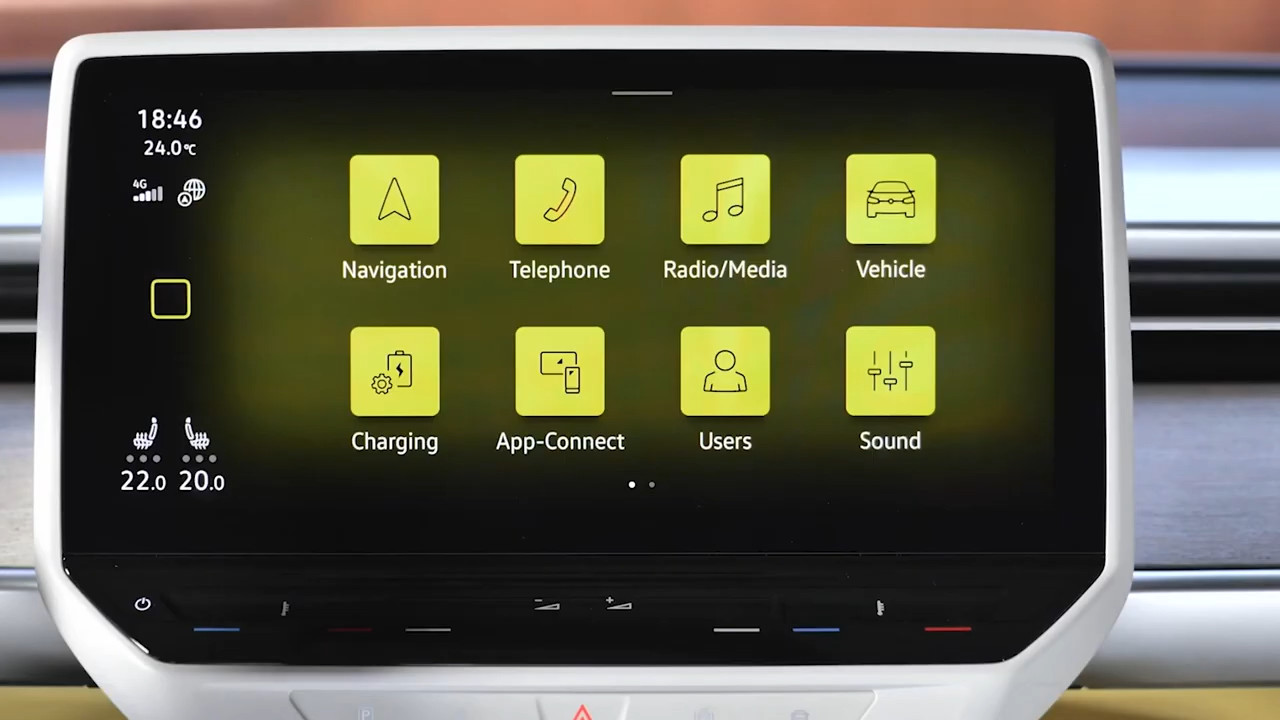 18:46
24.0°C
4G
Navigation
Telephone
Radio/Media
Vehicle
Charging
App-Connect
Users
Sound
22.0 20.0
- +
P